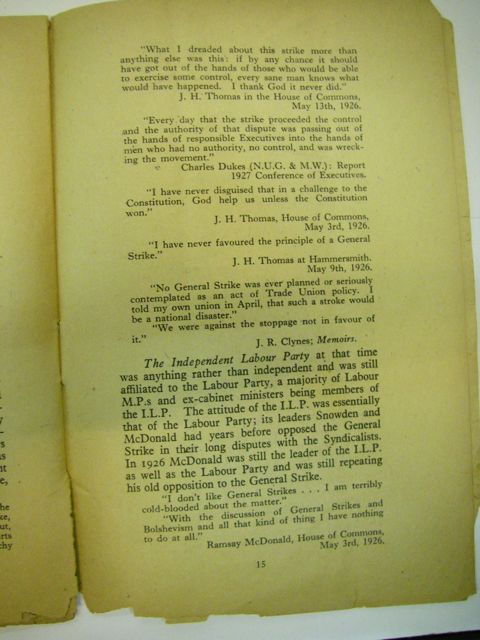 "What I dreaded about this strike more than
anything else was this: if by any chance it should
have got out of the hands of those who would be able
to exercise some control, every sane man knows what
would have happened. I thank God it never did."
J. H. Thomas in the House of Commons,
May 13th, 1926.
"Every day that the strike proceeded the control
and the authority of that dispute was passing out of
the hands of responsible Executives into the hands of
men who had no authority, no control, and was wreck-
ing the movement."
Charles Dukes (N.U.G. & M.W.): Report
1927 Conference of Executives.
"I have never disguised that in a challenge to the
Constitution, God help us unless the Constitution
won."
J. H. Thomas, House of Commons,
May 3rd, 1926.
"I have never favoured the principle of a General
Strike."
J. H. Thomas at Hammersmith.
May 9th, 1926.
"No General Strike was ever planned or seriously
contemplated as an act of Trade Union policy. I
told my own union in April, that such a stroke would
be a national disaster."
"We were against the stoppage not in favour of
it."
J. R. Clynes; Memoirs.
The Independent Labour Party at that time
was anything rather than independent and was still
affiliated to the Labour Party, a majority of Labour
M.P.s and ex-cabinet ministers being members of
the I.L.P. The attitude of the I.L.P. was essentially
that of the Labour Party; its leaders Snowden and
McDonald had years before opposed the General
Strike in their long disputes with the Syndicalists.
In 1926 McDonald was still the leader of the I.L.P.
as well as the Labour Party and was still repeating
his old opposition to the General Strike.
"I don't like General Strikes . . . I am terribly
cold-blooded about the matter."
"With the discussion of General Strikes and
Bolshevism and all that kind of thing I have nothing
to do at all."
Ramsay McDonald, House of Commons,
May 3rd, 1926.
15